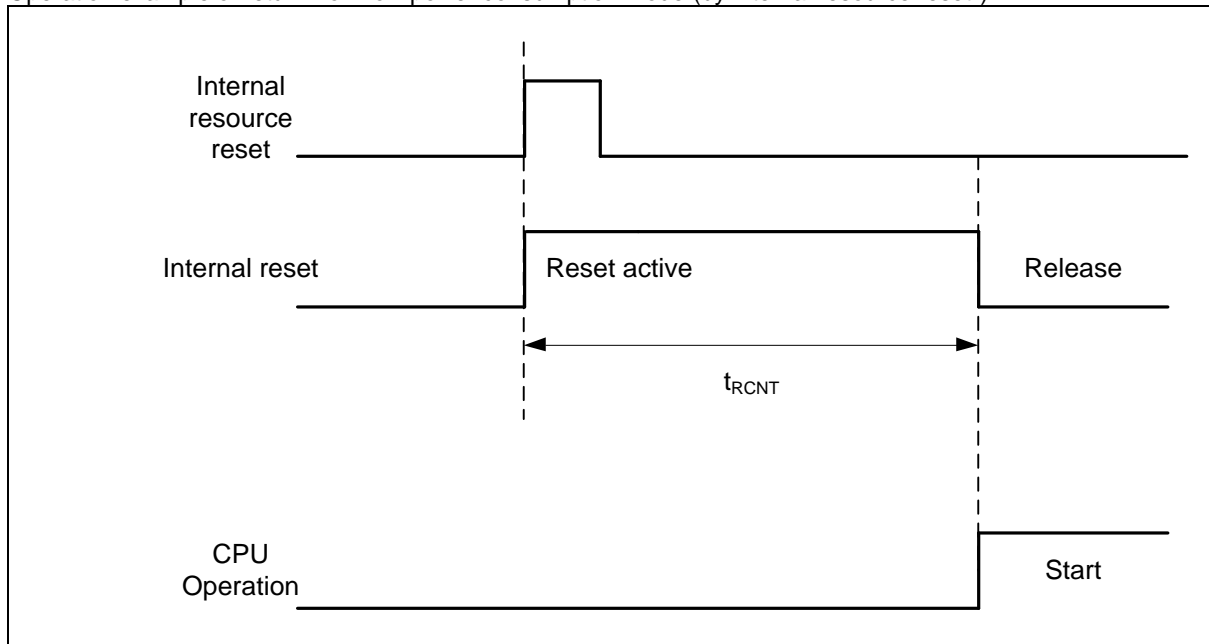 Internal
resource
reset
Internal reset
Reset active
Release
tRCNT
CPU
Operation
Start